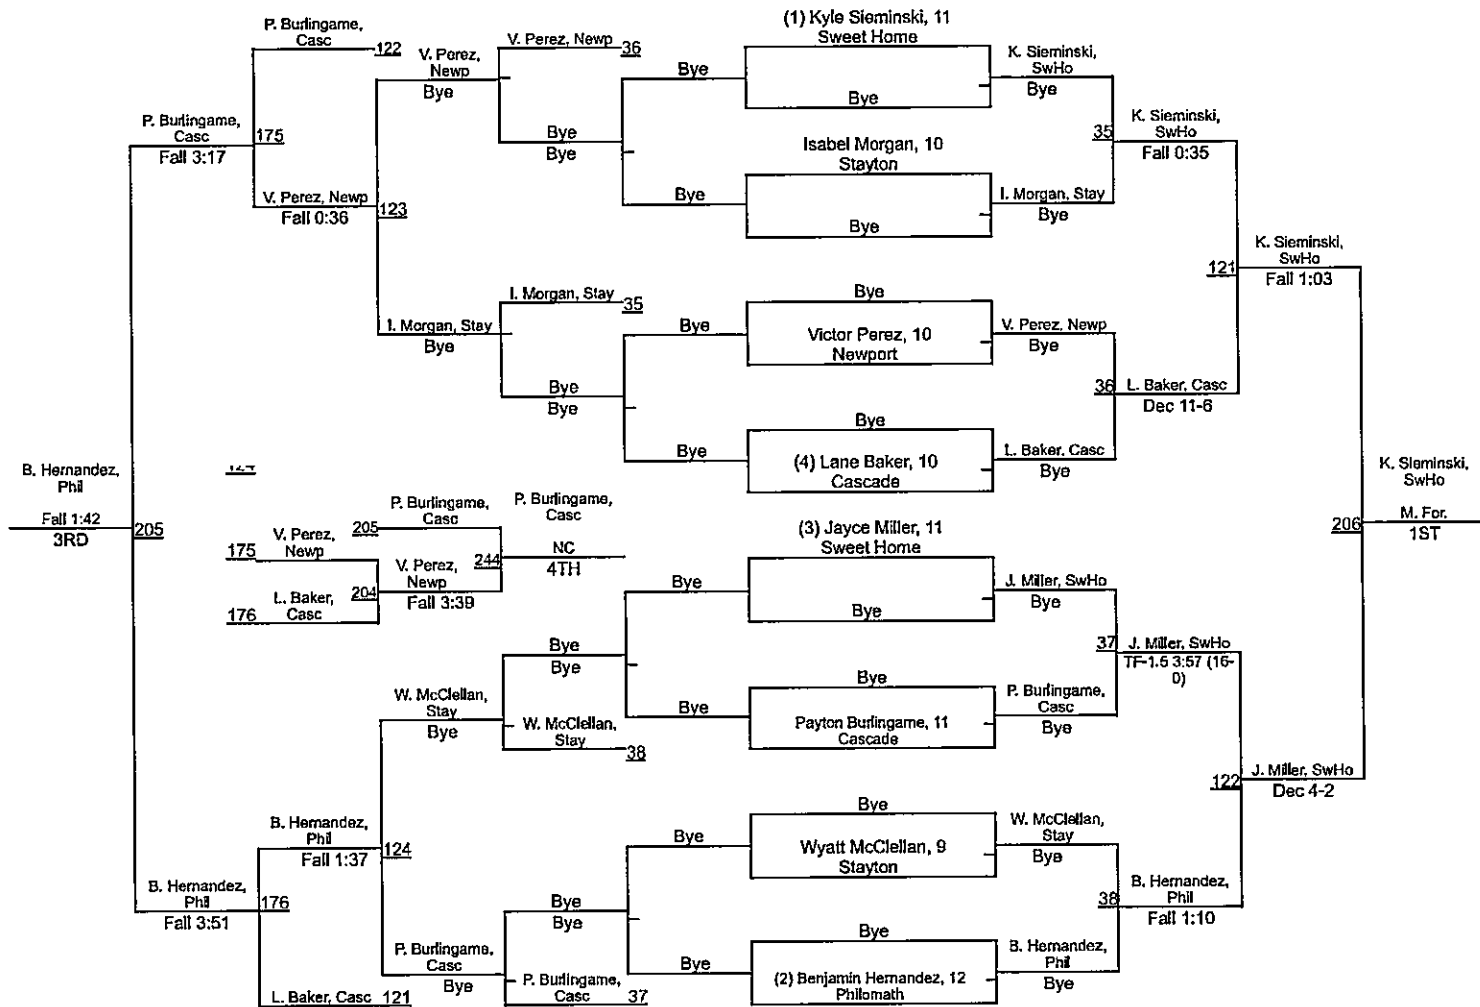 (1) Kyle Sieminski, 11
Sweet Home
P. Burlingame,
Casc
122
V. Perez,
Newp
Bye
V. Perez, Newp
36
Bye
Bye
K. Sieminski,
SwHo
Bye
P. Burlingame,
Casc
Fall 3:17
175
Bye
Bye
Isabel Morgan, 10
Stayton
35
K. Sieminski,
SwHo
Fall 0:35
V. Perez, Newp
Fall 0:36
123
Bye
Bye
I. Morgan, Stay
Bye
K. Sieminski,
SwHo
Fall 1:03
121
I. Morgan, Stay
Bye
I. Morgan, Stay
35
Bye
Bye
Victor Perez, 10
Newport
V. Perez, Newp
Bye
Bye
Bye
36
L. Baker, Casc
Dec 11-6
Bye
Bye
(4) Lane Baker, 10
Cascade
L. Baker, Casc
Bye
B. Hernandez,
Phil
Fall 1:42
3RD
205
124
K. Sieminski,
SwHo
M. For.
1ST
206
P. Burlingame,
Casc
205
P. Burlingame,
Casc
NC
4TH
244
175
V. Perez,
Newp
V. Perez,
Newp
Fall 3:39
204
176
L. Baker,
Casc
(3) Jayce Miller, 11
Sweet Home
Bye
Bye
J. Miller, SwHo
Bye
Bye
Bye
37
J. Miller, SwHo
TF-1.5 3:57 (16-
0)
W. McClellan,
Stay
Bye
W. McClellan,
Stay
38
Bye
Payton Burlingame, 11
Cascade
P. Burlingame,
Casc
Bye
122
J. Miller, SwHo
Dec 4-2
B. Hernandez,
Phil
Fall 1:37
124
Bye
Bye
Wyatt McClellan, 9
Stayton
W. McClellan,
Stay
Bye
B. Hernandez,
Phil
Fall 3:51
176
Bye
Bye
38
B. Hernandez,
Phil
Fall 1:10
P. Burlingame,
Casc
Bye
P. Burlingame,
Casc
37
Bye
Bye
(2) Benjamin Hernandez, 12
Philomath
B. Hernandez,
Phil
Bye
L. Baker, Casc
121